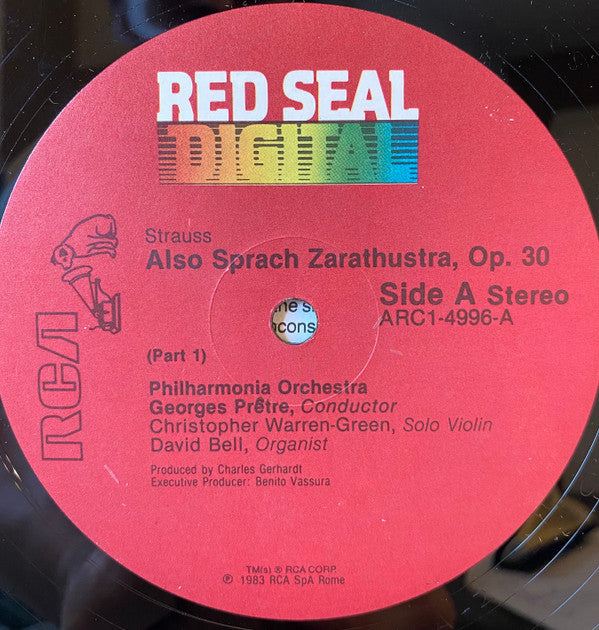 RED SEAL
DIGITAL
Strauss
Also Sprach Zarathustra, Op. 30
Side A Stereo
ARC1-4996-A
(Part 1)
Philharmonia Orchestra
Georges Prêtre, Conductor
Christopher Warren-Green, Solo Violin
David Bell, Organist
Produced by Charles Gerhardt
Executive Producer: Benito Vassura
TM(s) ® RCA CORP.
℗ 1983 RCA SpA Rome
RCA